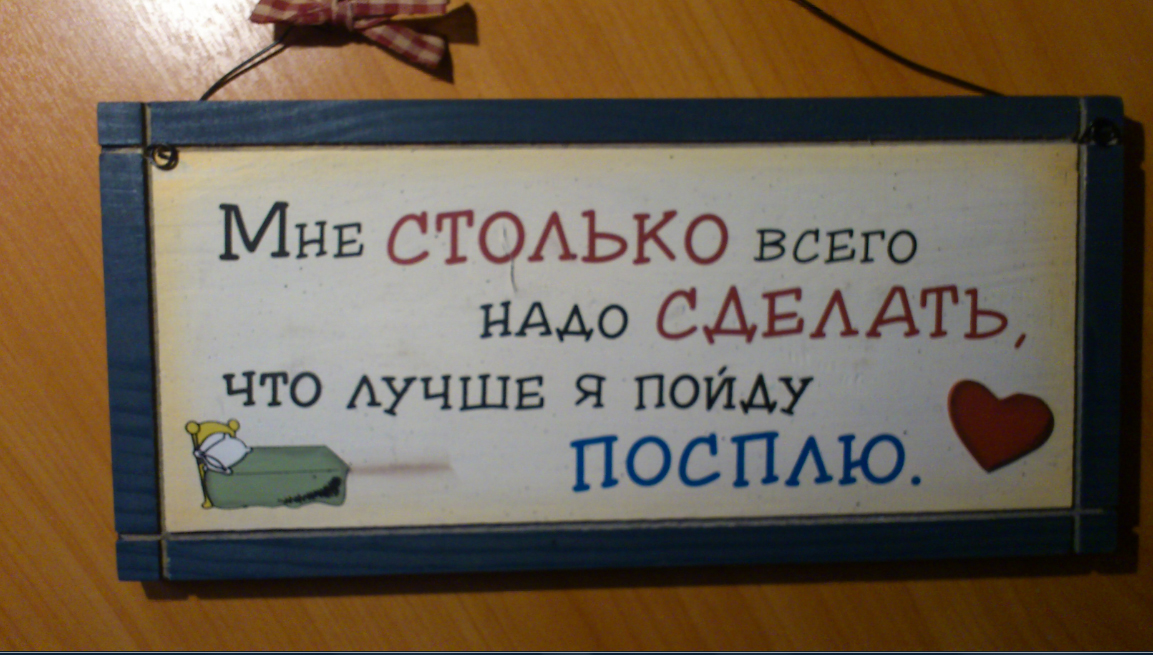 Мне СТОЛЬКО ВСЕГО
НАДО СДЕЛАТЬ,
ЧТО ЛУЧШЕ Я ПОЙДУ
ПОСПЛЮ.